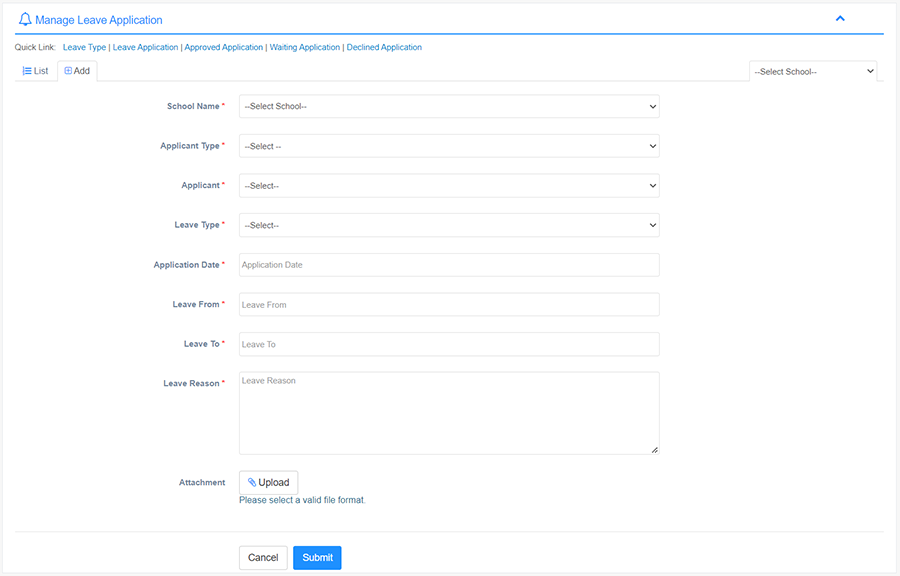 Manage Leave Application
Quick Link: Leave Type | Leave Application | Approved Application | Waiting Application | Declined Application
List Add --Select School--
School Name * --Select School--
Applicant Type * --Select --
Applicant * --Select--
Leave Type * --Select--
Application Date * Application Date
Leave From * Leave From
Leave To * Leave To
Leave Reason * Leave Reason
Attachment Upload
Please select a valid file format.
Cancel Submit